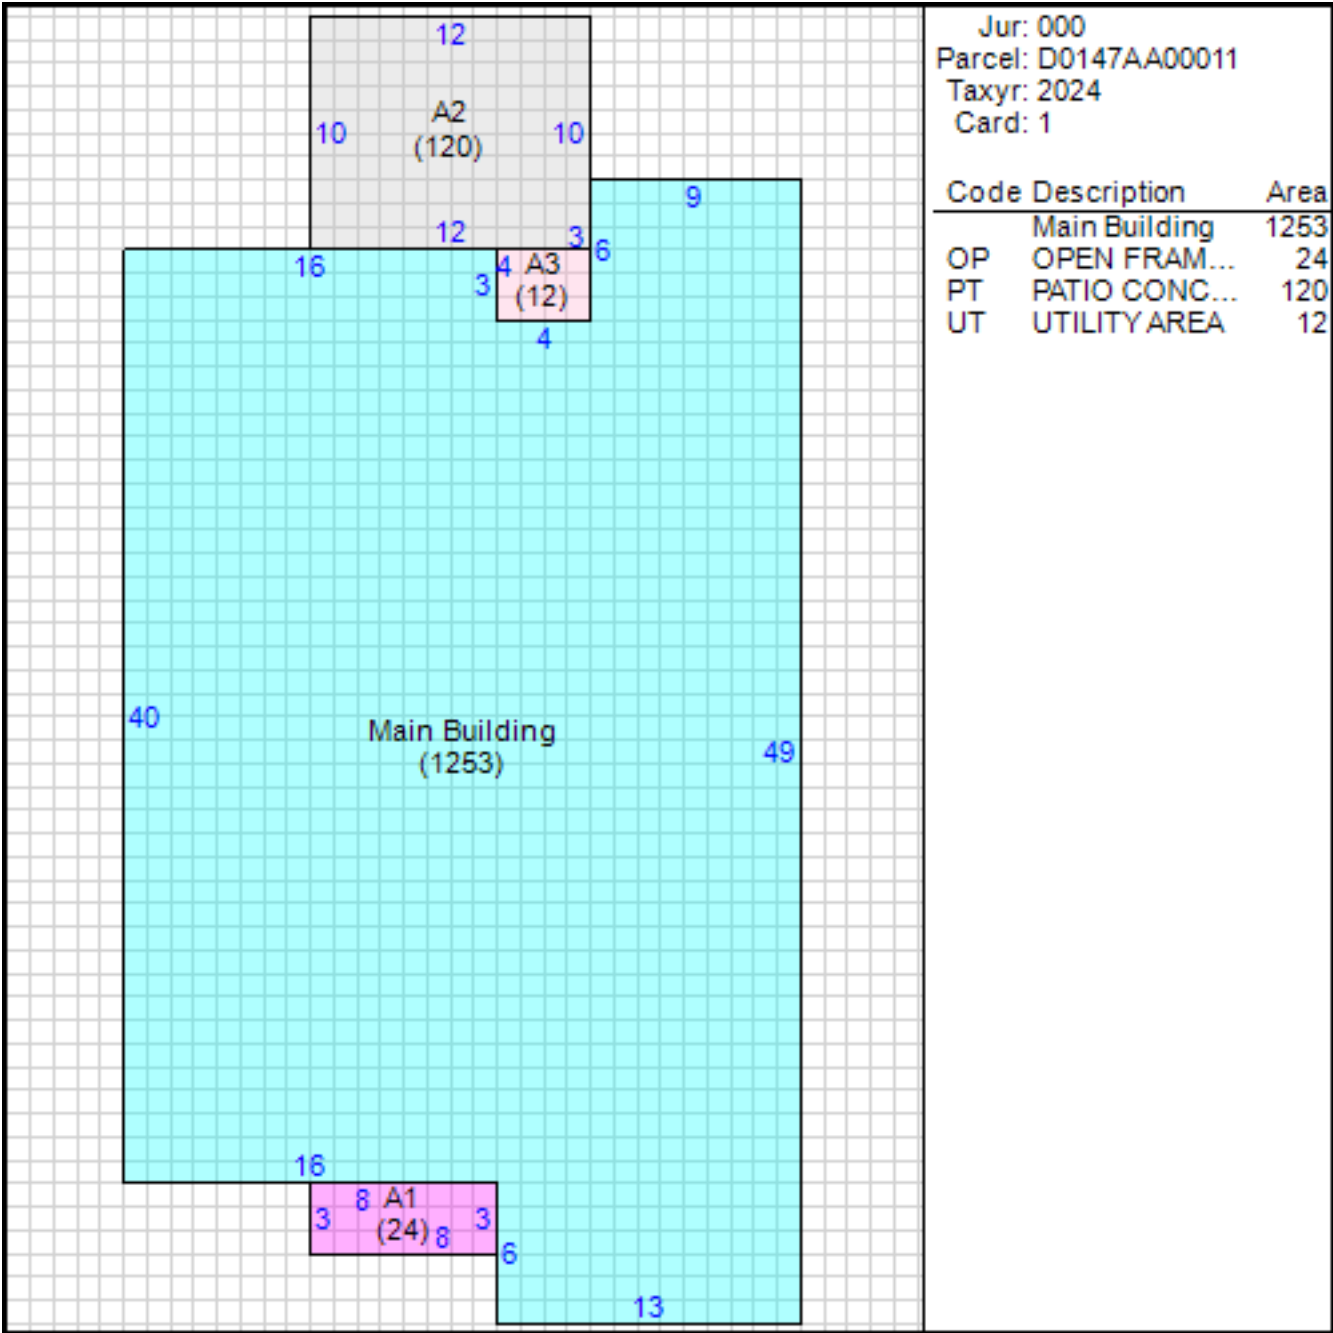 Jur: 000
Parcel: D0147AA00011
Taxyr: 2024
Card: 1
Code Description Area
Main Building 1253
OP OPEN FRAM... 24
PT PATIO CONC... 120
UT UTILITY AREA 12
12
A2
10 10
(120)
9
12 3 6
16 4 A3
3 (12)
4
40
Main Building
49
(1253)
16
8 A1
3 3
(24) 8
6
13